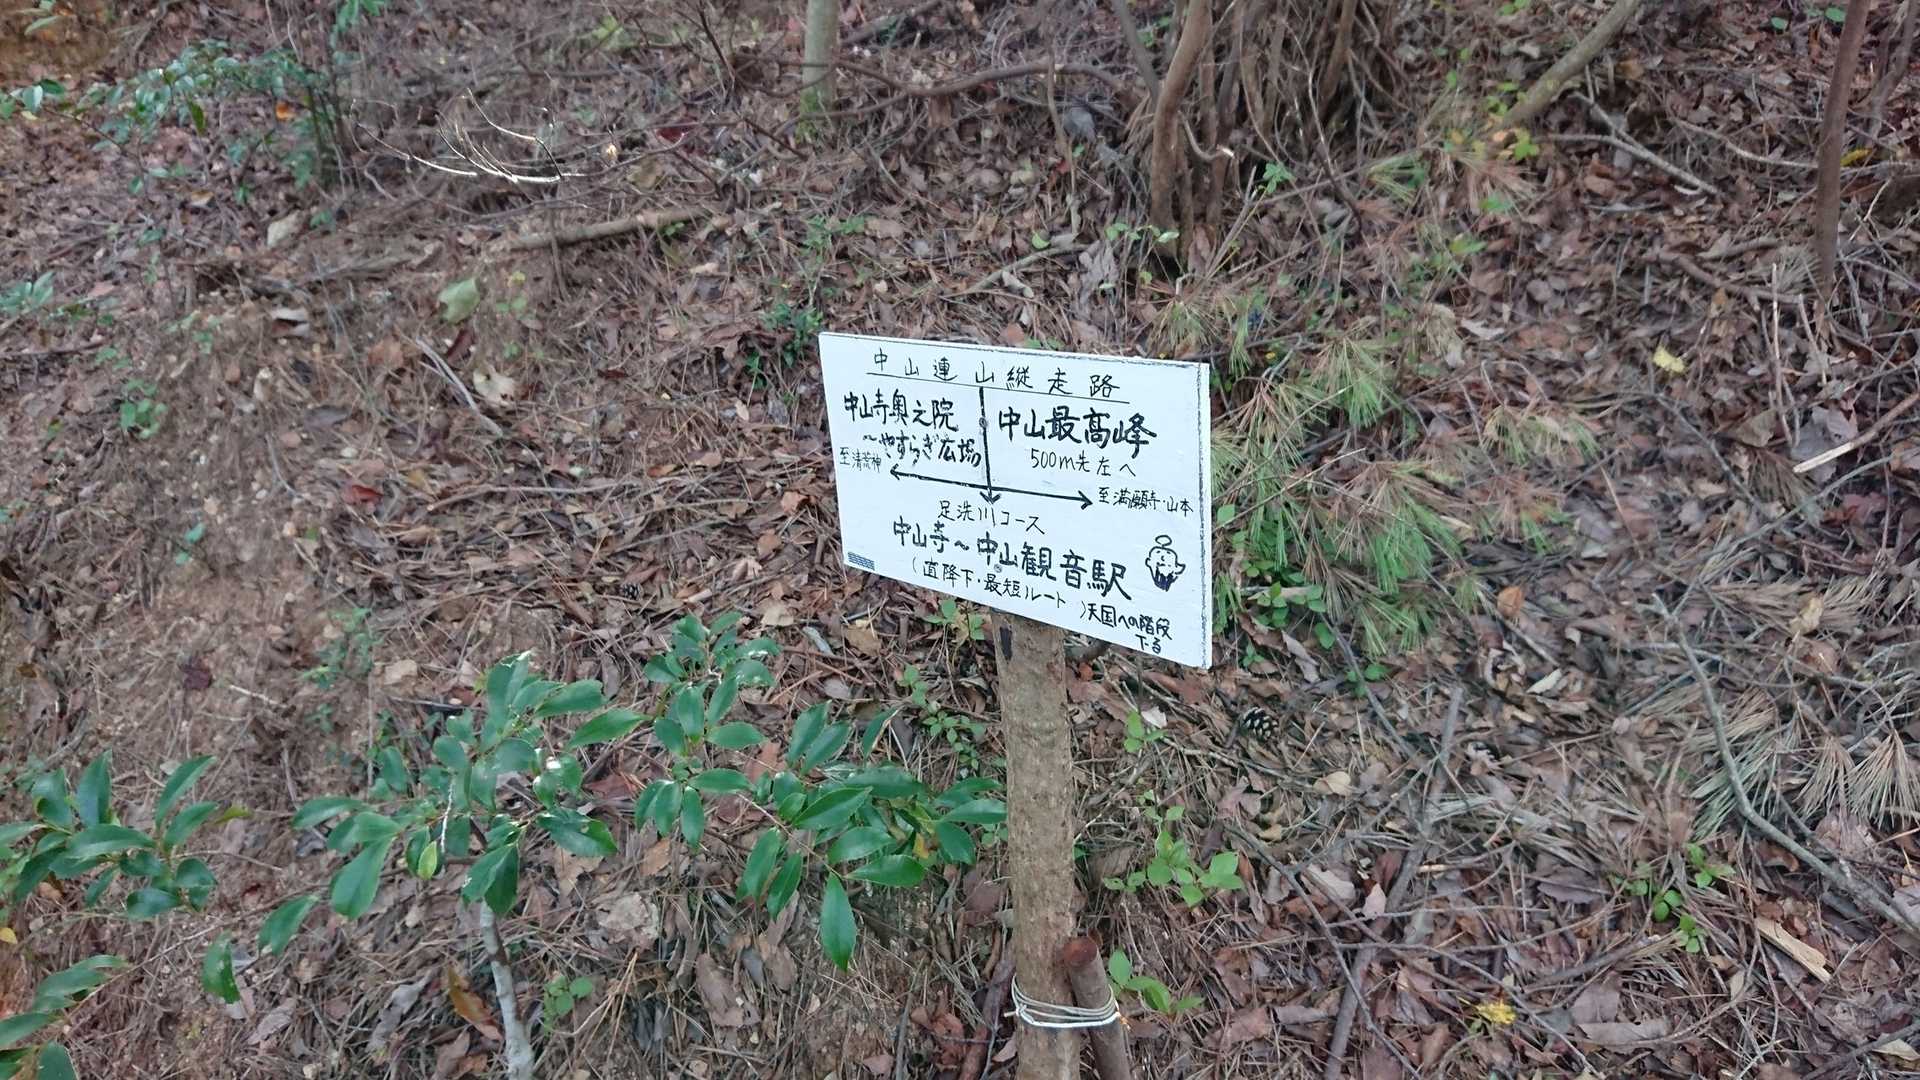 中山連山縦走路
中山寺奥之院
～やすらぎ広場
至清荒神
中山最高峰
500m先左へ
至満願寺・山本
足洗川コース
中山寺～中山観音駅
（直降下・最短ルート）天国への階段
下る